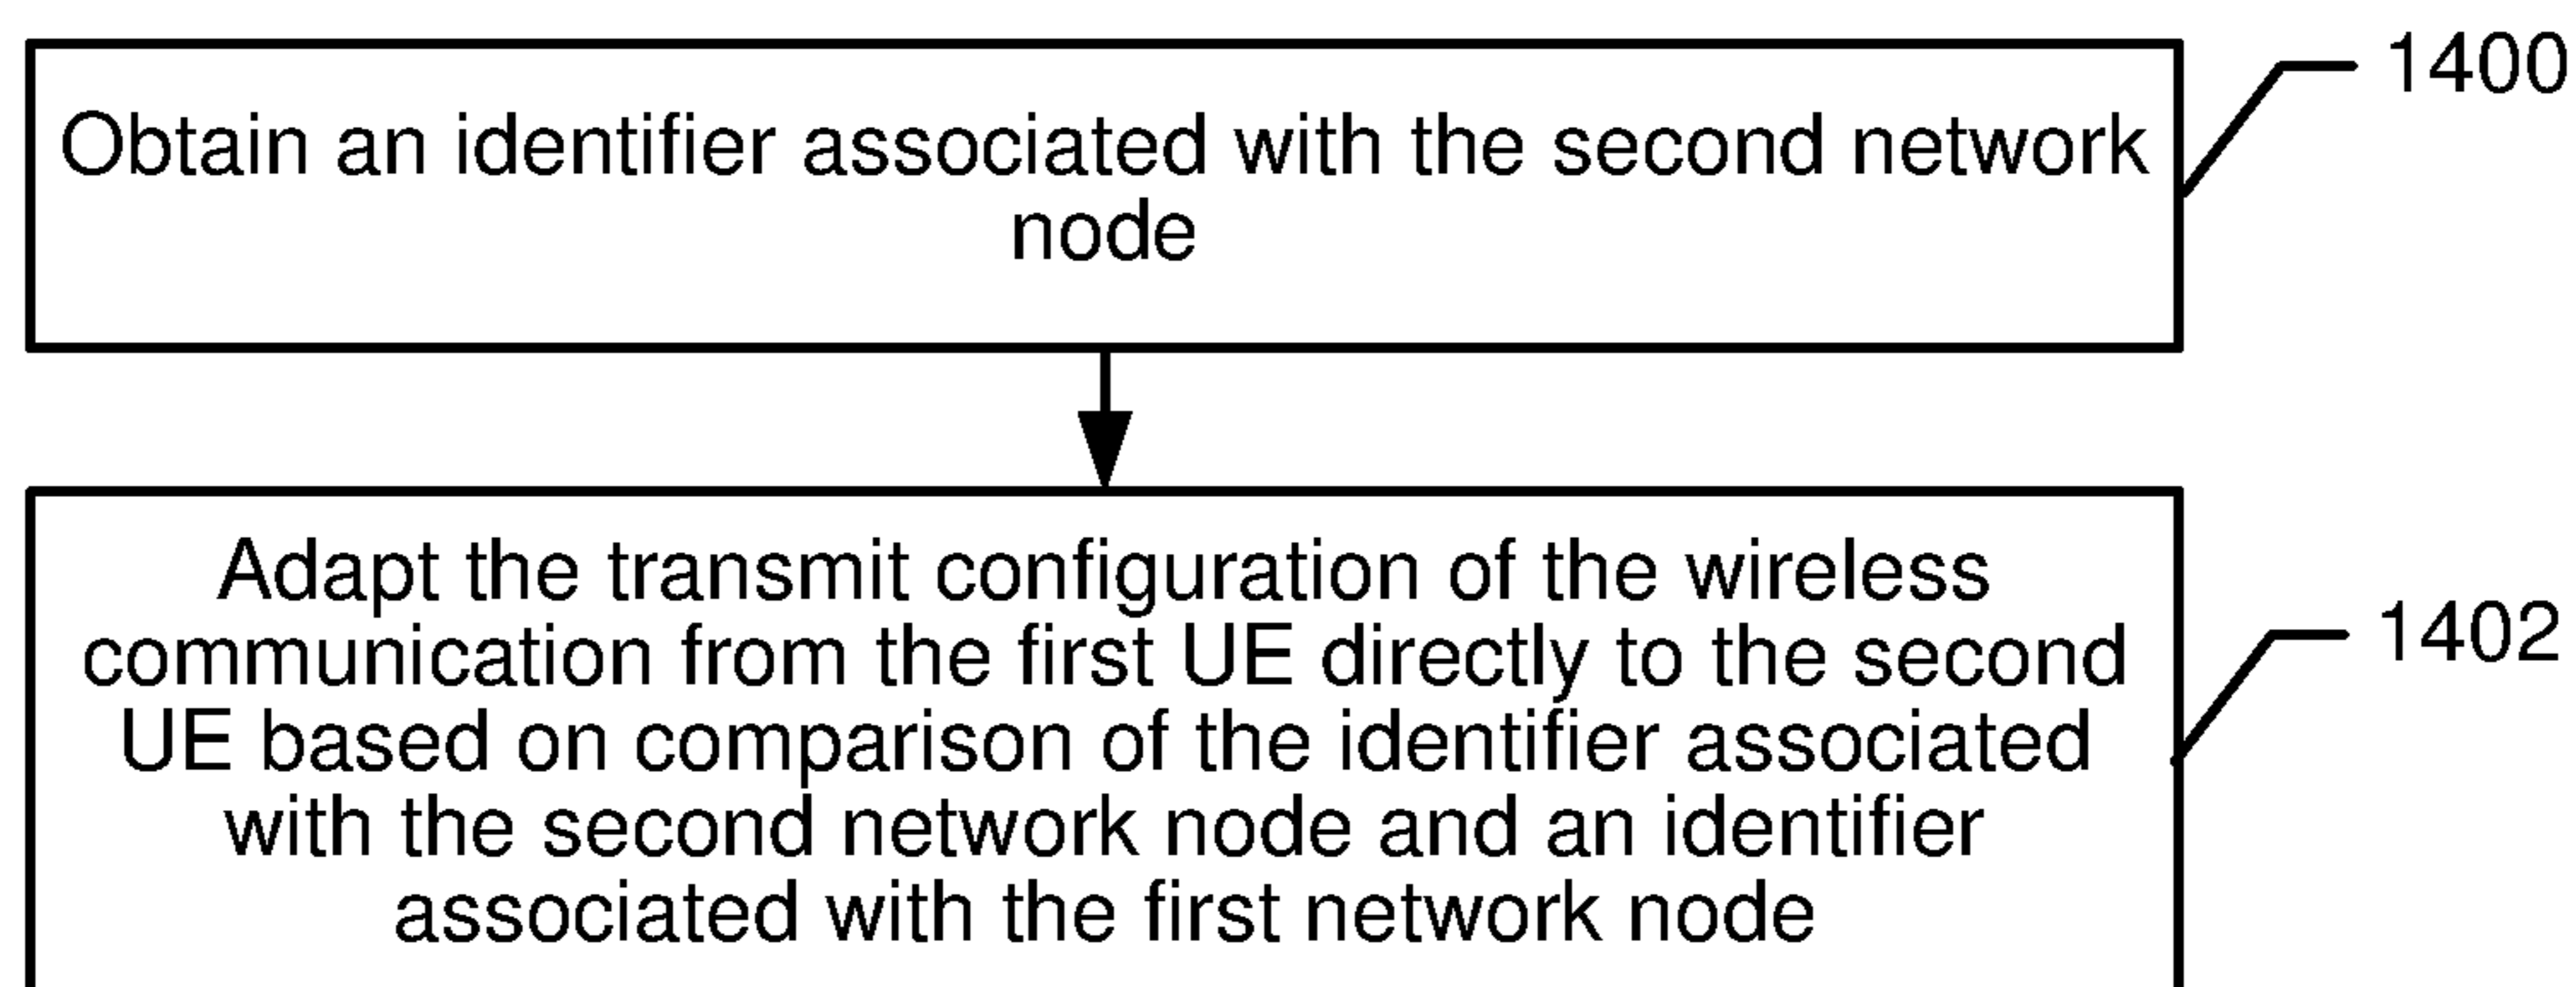 1400
Obtain an identifier associated with the second network
node
Adapt the transmit configuration of the wireless
communication from the first UE directly to the second
1402
UE based on comparison of the identifier associated
with the second network node and an identifier
associated with the first network node